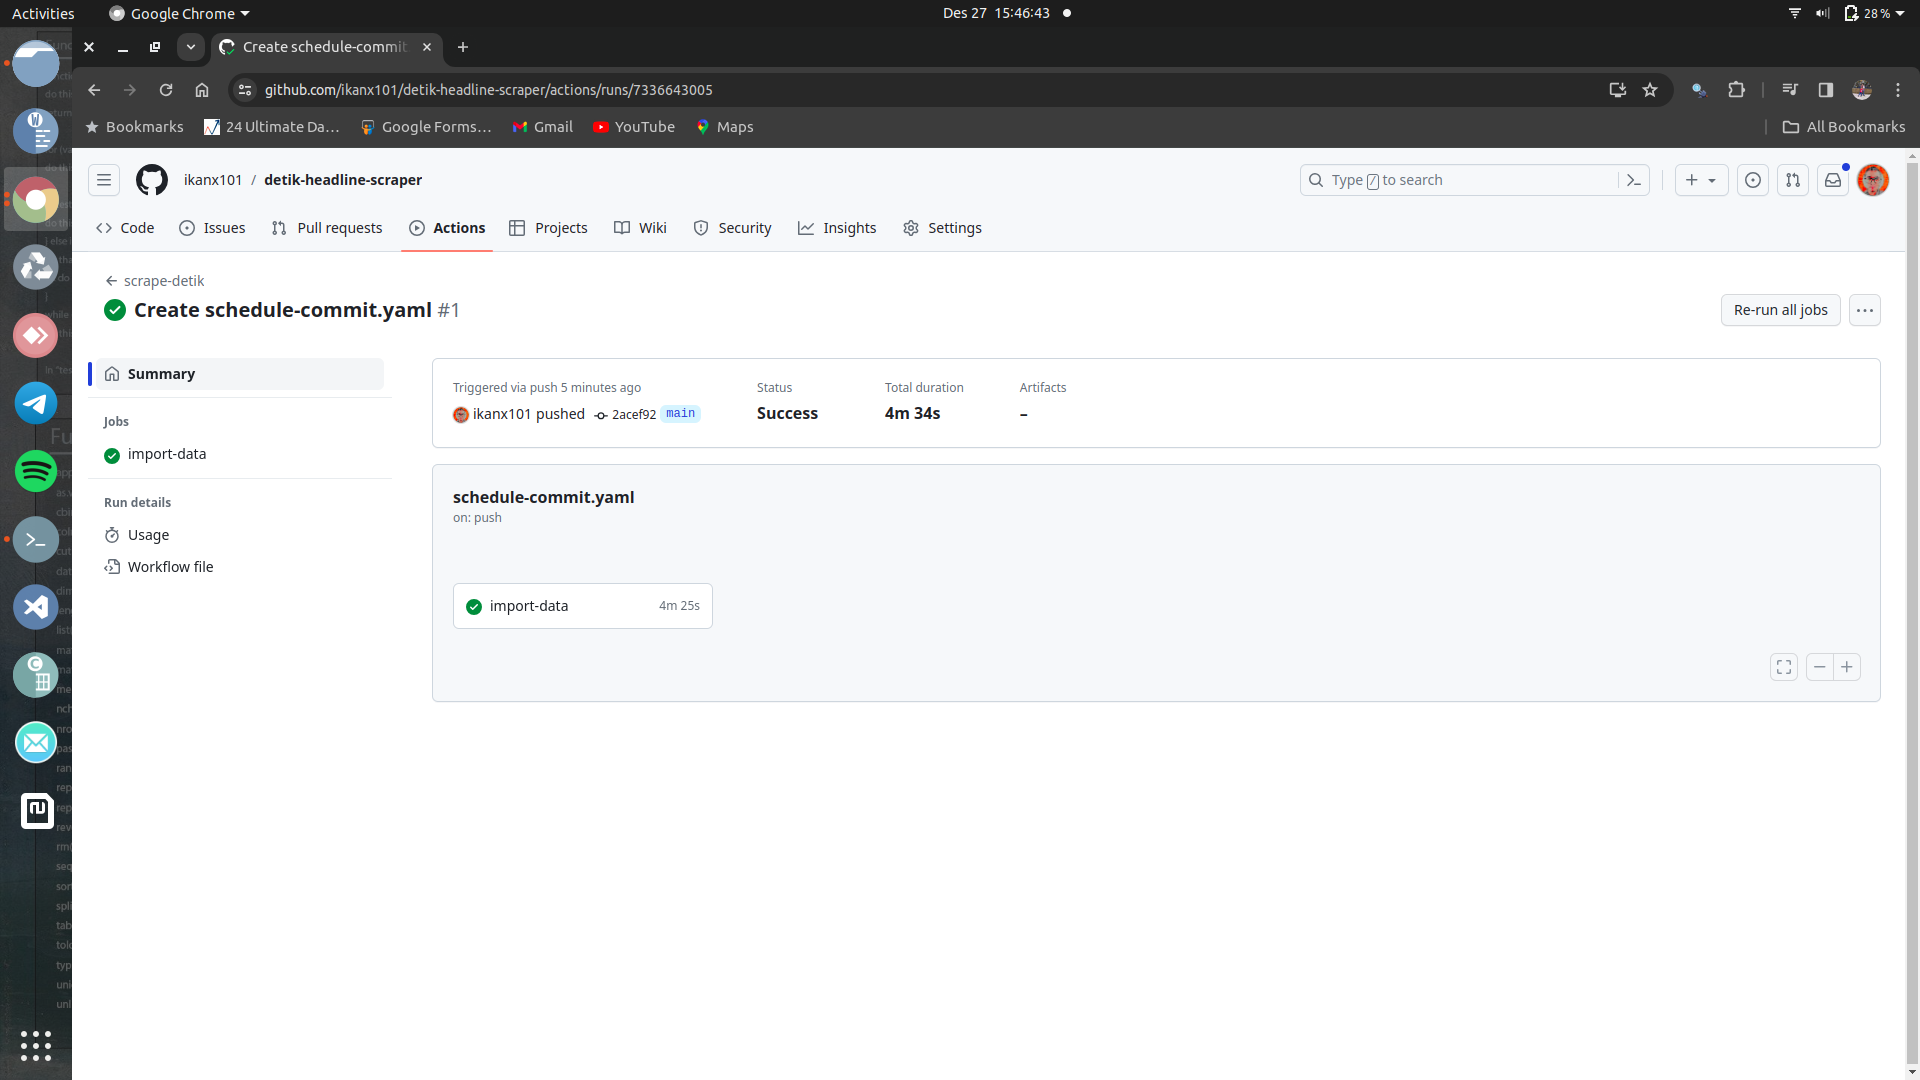 Activities
Google Chrome
Des 27 15:46:43
28 %
Create schedule-commit
github.com/ikanx101/detik-headline-scraper/actions/runs/7336643005
Bookmarks
24 Ultimate Da...
Google Forms...
Gmail
YouTube
Maps
All Bookmarks
ikanx101 / detik-headline-scraper
Type / to search
Code
Issues
Pull requests
Actions
Projects
Wiki
Security
Insights
Settings
scrape-detik
Create schedule-commit.yaml #1
Re-run all jobs
Summary
Jobs
import-data
Run details
Usage
Workflow file
Triggered via push 5 minutes ago
ikanx101 pushed 2acef92 main
Status
Success
Total duration
4m 34s
Artifacts
–
schedule-commit.yaml
on: push
import-data
4m 25s